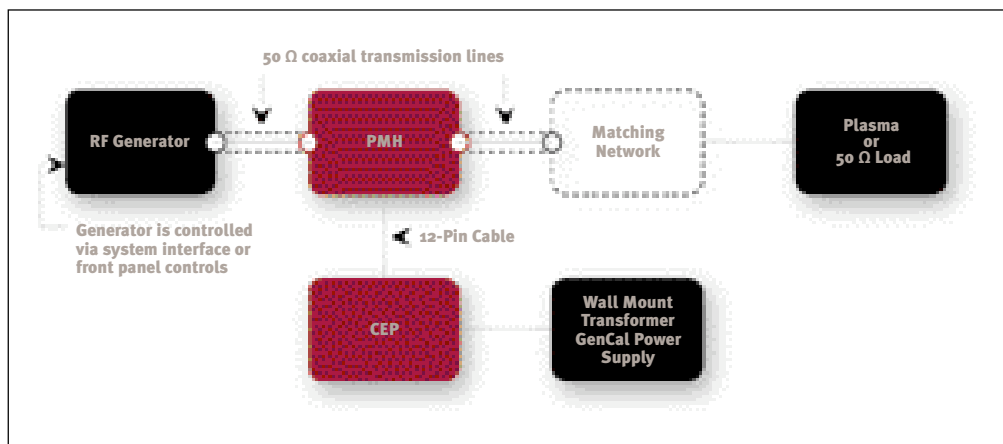 50 Ω coaxial transmission lines
RF Generator
PMH
Matching
Network
Plasma
or
50 Ω Load
Generator is controlled
via system interface or
front panel controls
12-Pin Cable
CEP
Wall Mount
Transformer
GenCal Power
Supply